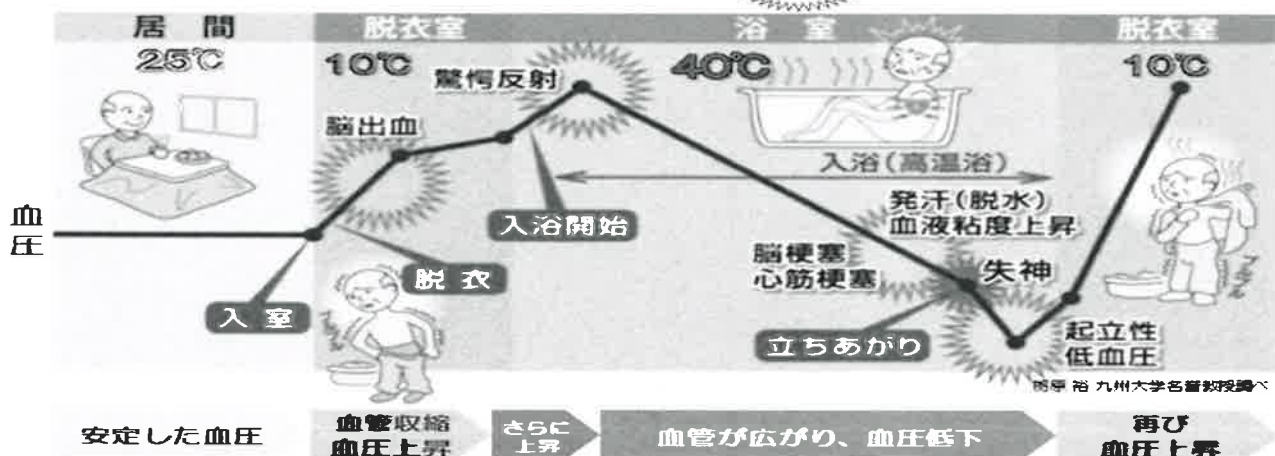 居間
脱衣室
浴室
脱衣室
25℃
10℃
40℃
10℃
驚愕反射
脳出血
入浴(高温浴)
血圧
入浴開始
発汗(脱水)
血液粘度上昇
脱衣
脳梗塞
心筋梗塞
失神
入室
立ちあがり
起立性
低血圧
裕 九州大学名誉教授調べ
安定した血圧
血管収縮
血圧上昇
さらに
上昇
血管が広がり、血圧低下
再び
血圧上昇